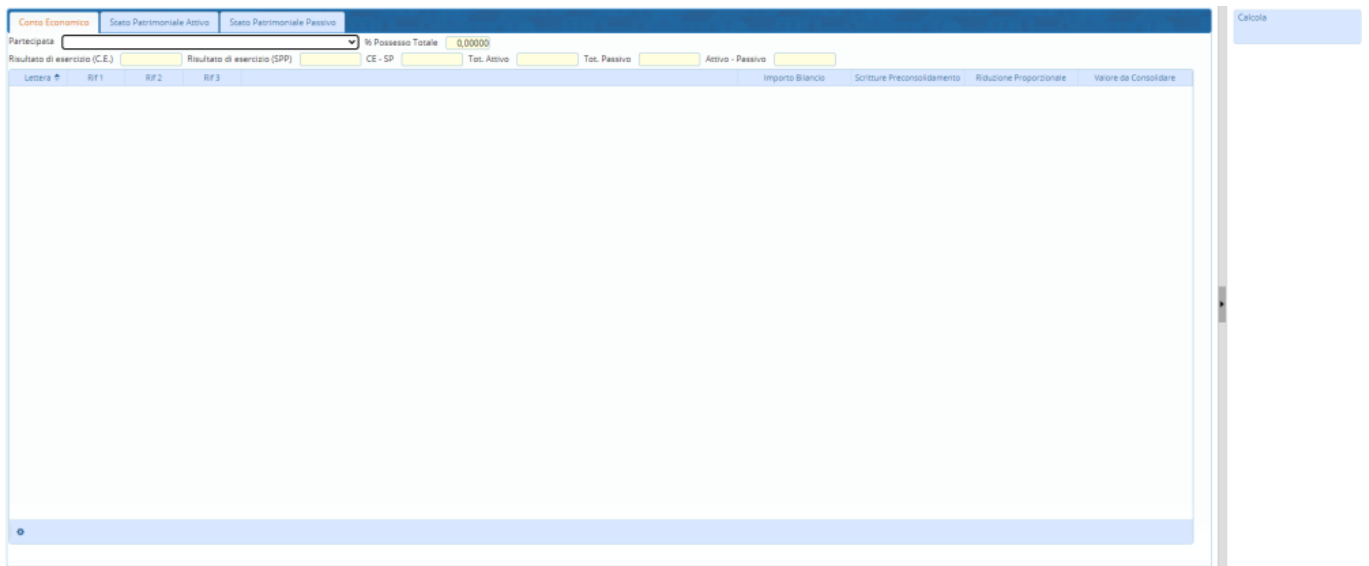 Conto Economico Stato Patrimoniale Attivo Stato Patrimoniale Passivo
Calcola
Partecipata % Possesso Totale 0,00000
Risultato di esercizio (C.E.) Risultato di esercizio (SPP) CE - SP Tot. Attivo Tot. Passivo Attivo - Passivo
Lettera Rif 1 Rif 2 Rif 3 Importo Bilancio Scritture Preconsolidamento Riduzione Proporzionale Valore da Consolidare